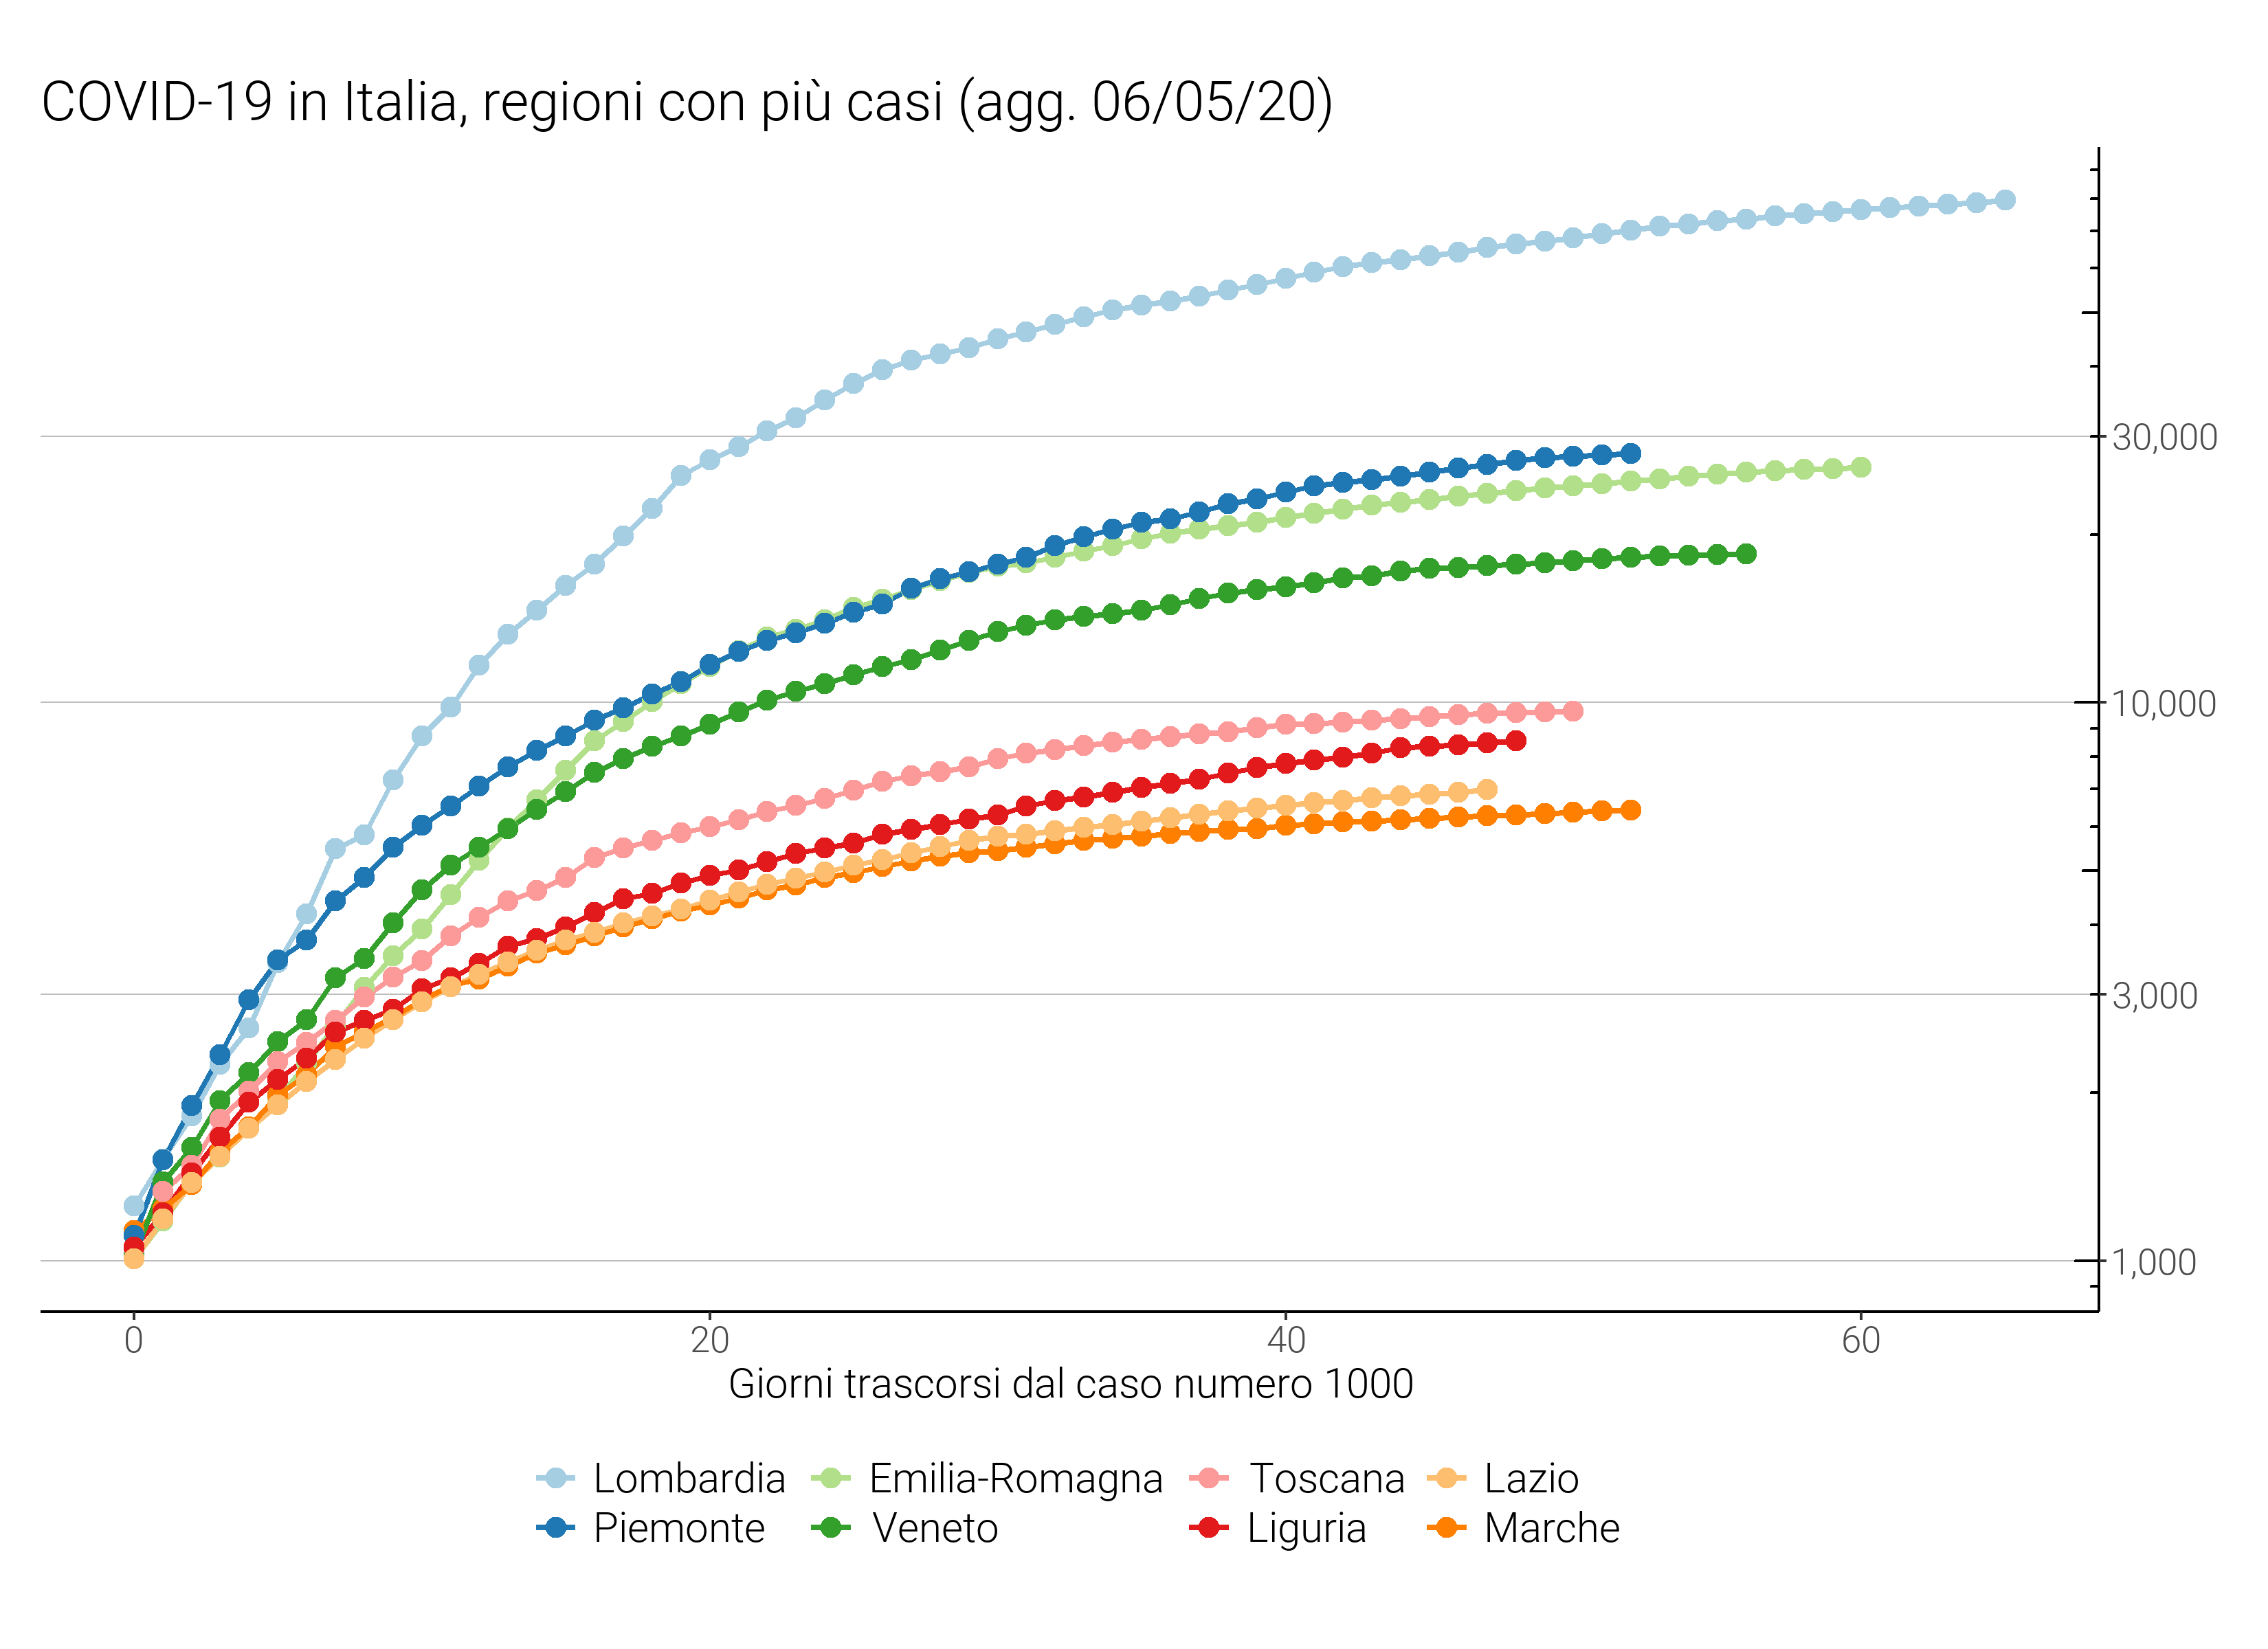 COVID-19 in Italia, regioni con più casi (agg. 06/05/20)
30,000
10,000
3,000
1,000
0 20 40 60
Giorni trascorsi dal caso numero 1000
Lombardia Emilia-Romagna Toscana Lazio
Piemonte Veneto Liguria Marche